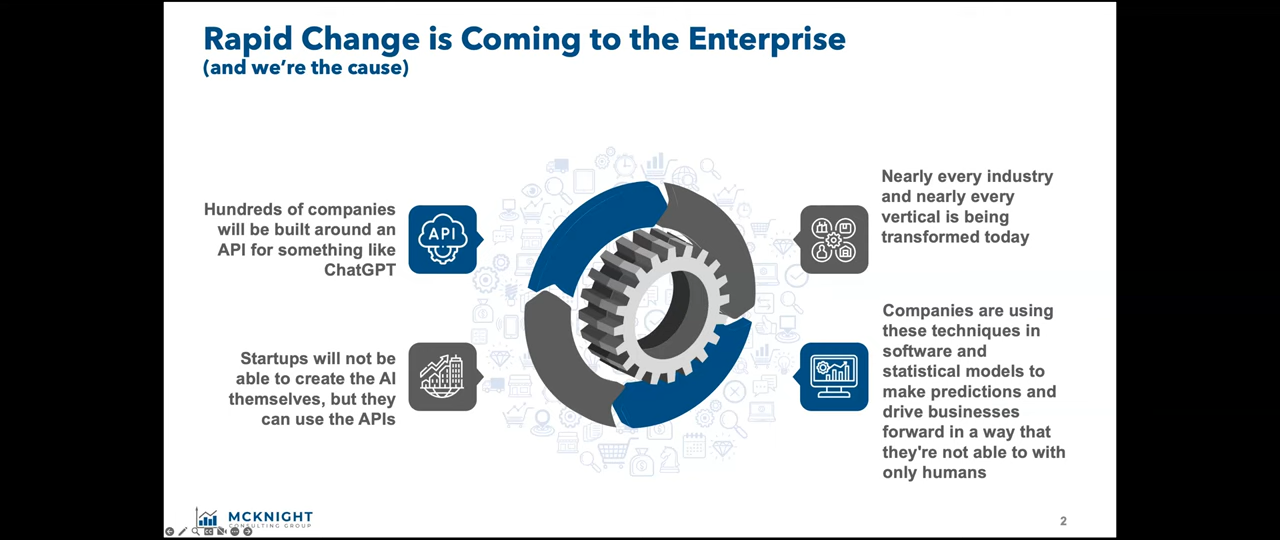 Rapid Change is Coming to the Enterprise
(and we're the cause)
Hundreds of companies
will be built around an
API for something like
ChatGPT
API
Nearly every industry
and nearly every
vertical is being
transformed today
Startups will not be
able to create the AI
themselves, but they
can use the APIs
Companies are using
these techniques in
software and
statistical models to
make predictions and
drive businesses
forward in a way that
they're not able to with
only humans
MCKNIGHT
CONSULTING GROUP
2